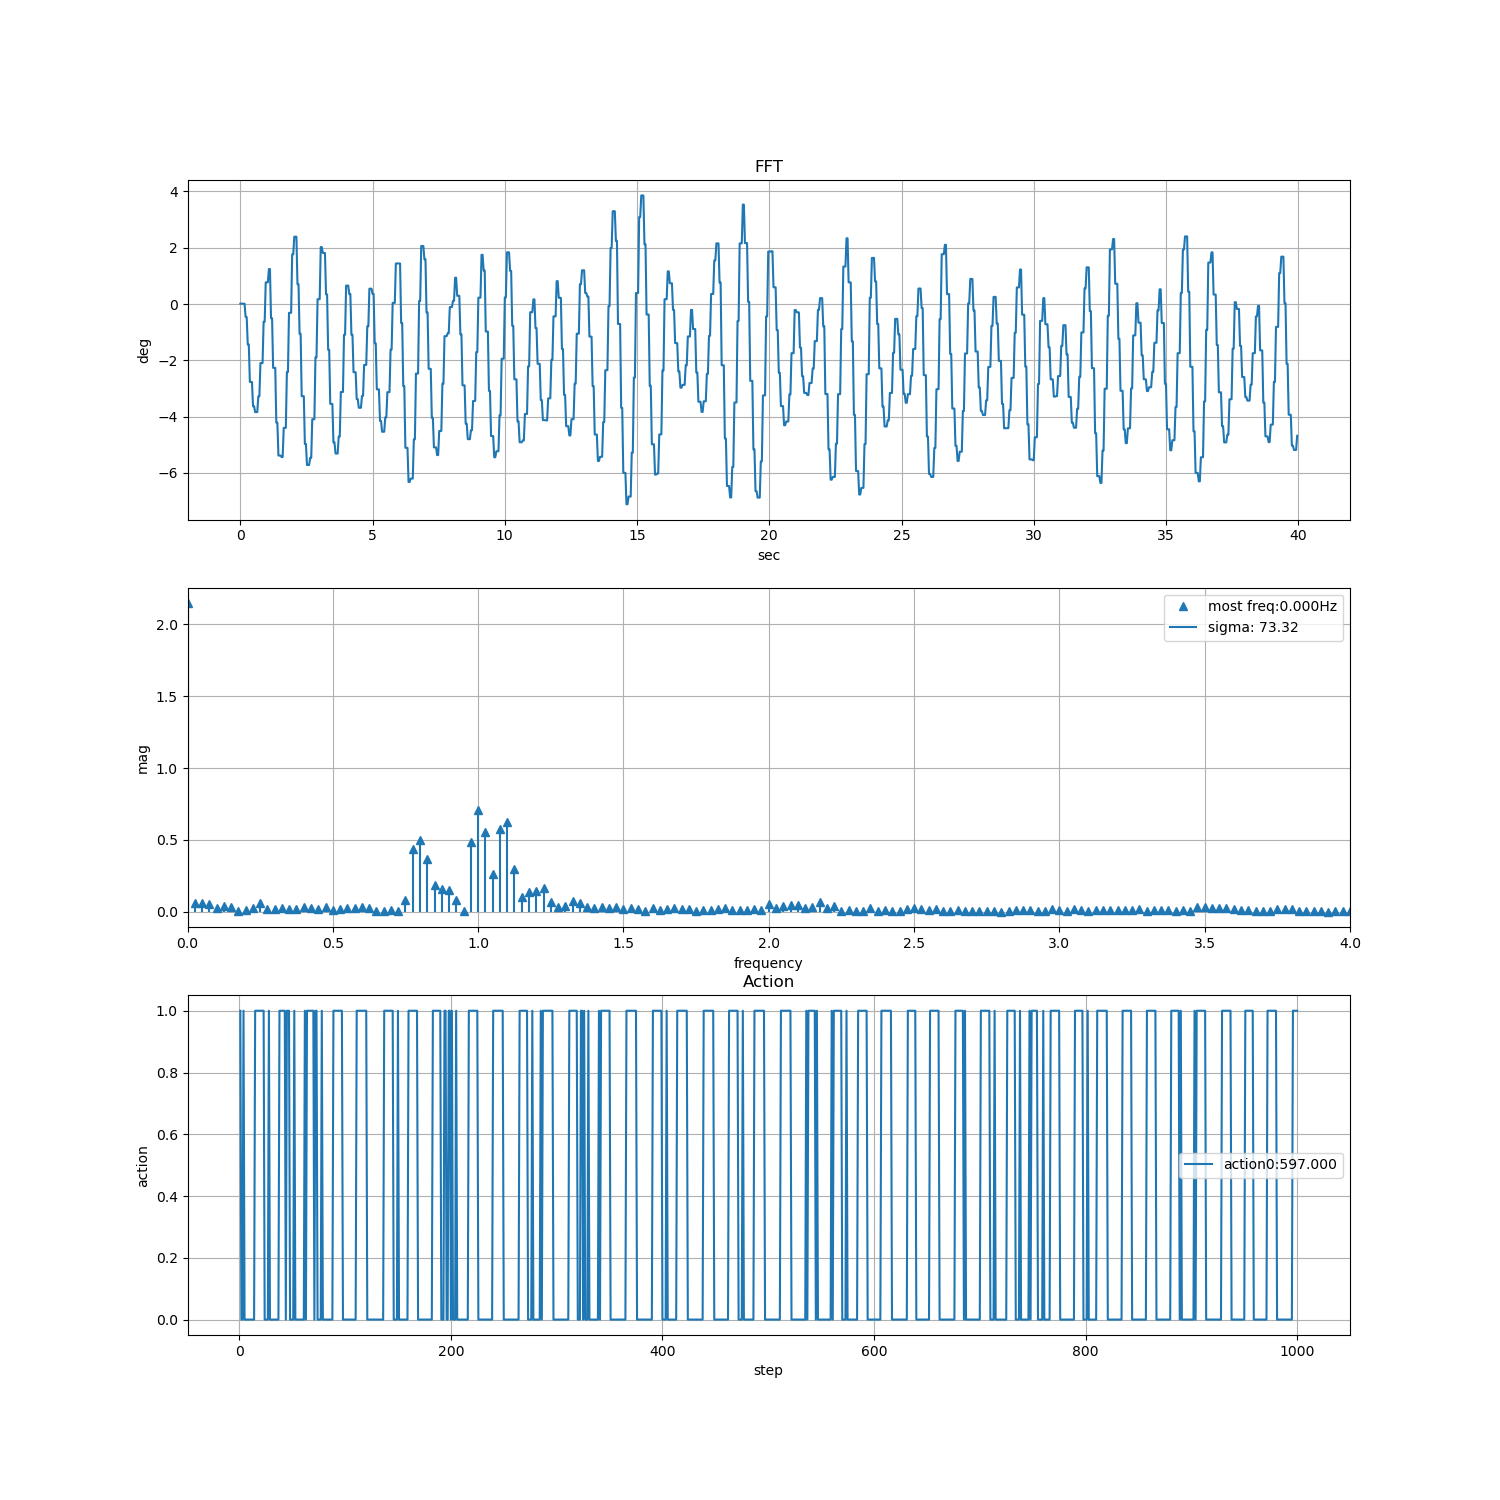 FFT
4
2
0
−2
−4
−6
deg
0 5 10 15 20 25 30 35 40
sec
2.0
1.5
1.0
0.5
0.0
mag
most freq:0.000Hz
sigma: 73.32
0.0 0.5 1.0 1.5 2.0 2.5 3.0 3.5 4.0
frequency
Action
1.0
0.8
0.6
0.4
0.2
0.0
action
action0:597.000
0 200 400 600 800 1000
step